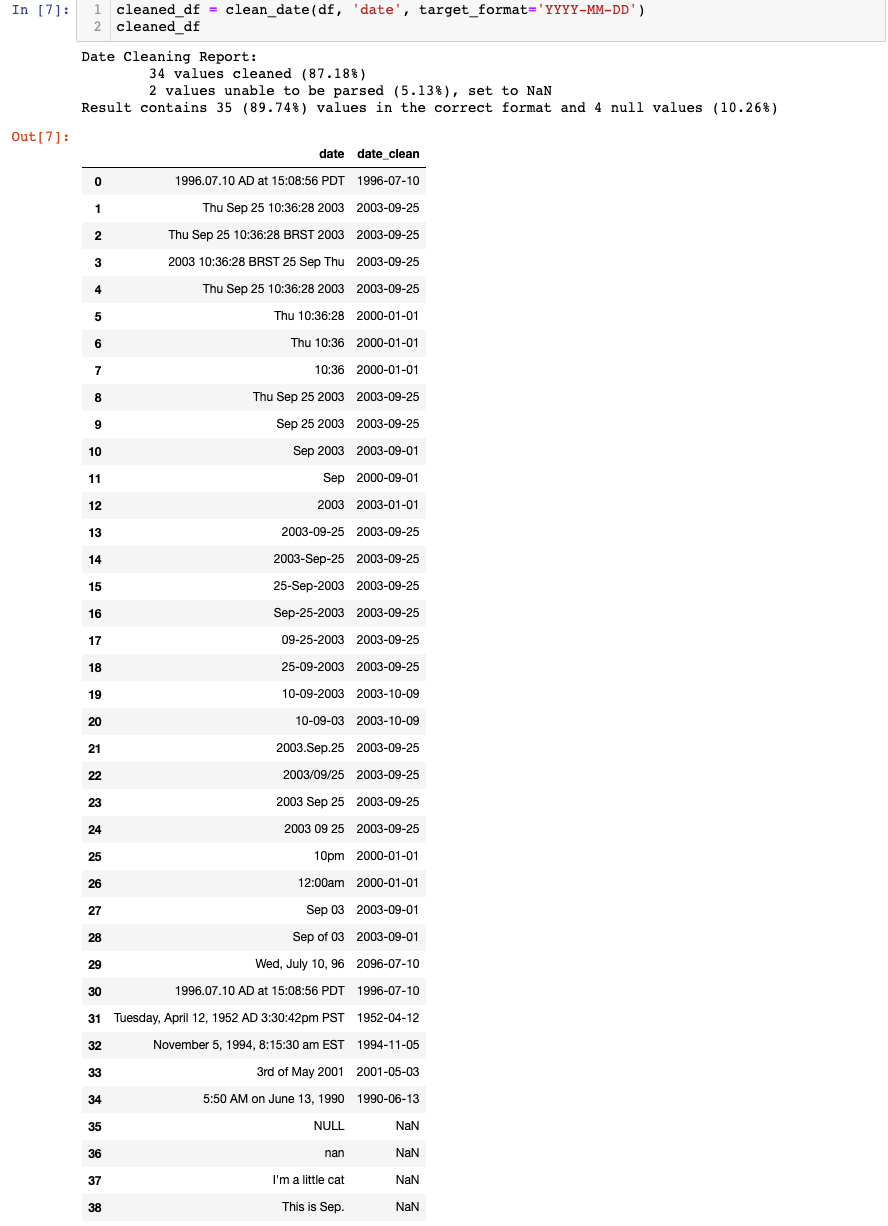 In [7]: 1 cleaned_df = clean_date(df, 'date', target_format='YYYY-MM-DD')
2 cleaned_df
Date Cleaning Report:
34 values cleaned (87.18%)
2 values unable to be parsed (5.13%), set to NaN
Result contains 35 (89.74%) values in the correct format and 4 null values (10.26%)
Out[7]:
date date_clean
0 1996.07.10 AD at 15:08:56 PDT 1996-07-10
1 Thu Sep 25 10:36:28 2003 2003-09-25
2 Thu Sep 25 10:36:28 BRST 2003 2003-09-25
3 2003 10:36:28 BRST 25 Sep Thu 2003-09-25
4 Thu Sep 25 10:36:28 2003 2003-09-25
5 Thu 10:36:28 2000-01-01
6 Thu 10:36 2000-01-01
7 10:36 2000-01-01
8 Thu Sep 25 2003 2003-09-25
9 Sep 25 2003 2003-09-25
10 Sep 2003 2003-09-01
11 Sep 2000-09-01
12 2003 2003-01-01
13 2003-09-25 2003-09-25
14 2003-Sep-25 2003-09-25
15 25-Sep-2003 2003-09-25
16 Sep-25-2003 2003-09-25
17 09-25-2003 2003-09-25
18 25-09-2003 2003-09-25
19 10-09-2003 2003-10-09
20 10-09-03 2003-10-09
21 2003.Sep.25 2003-09-25
22 2003/09/25 2003-09-25
23 2003 Sep 25 2003-09-25
24 2003 09 25 2003-09-25
25 10pm 2000-01-01
26 12:00am 2000-01-01
27 Sep 03 2003-09-01
28 Sep of 03 2003-09-01
29 Wed, July 10, 96 2096-07-10
30 1996.07.10 AD at 15:08:56 PDT 1996-07-10
31 Tuesday, April 12, 1952 AD 3:30:42pm PST 1952-04-12
32 November 5, 1994, 8:15:30 am EST 1994-11-05
33 3rd of May 2001 2001-05-03
34 5:50 AM on June 13, 1990 1990-06-13
35 NULL NaN
36 nan NaN
37 I'm a little cat NaN
38 This is Sep. NaN